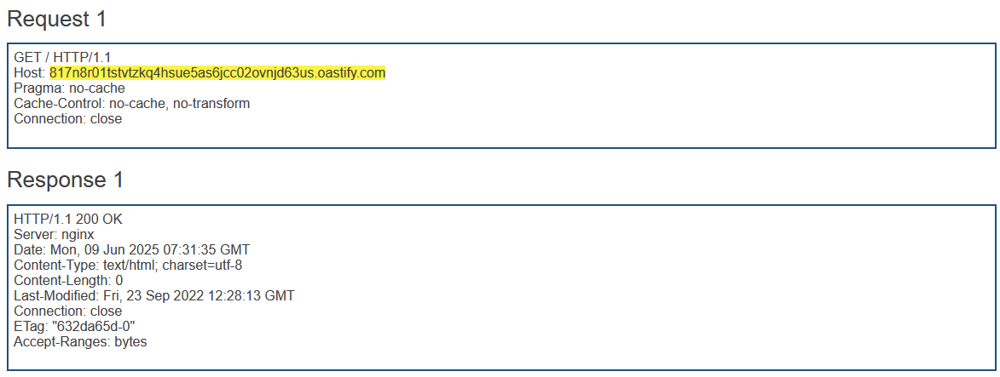 Request 1
GET / HTTP/1.1
Host: 817n8r01tstvtzkq4hsue5as6jcc02ovnjd63us.oastify.com
Pragma: no-cache
Cache-Control: no-cache, no-transform
Connection: close
Response 1
HTTP/1.1 200 OK
Server: nginx
Date: Mon, 09 Jun 2025 07:31:35 GMT
Content-Type: text/html; charset=utf-8
Content-Length: 0
Last-Modified: Fri, 23 Sep 2022 12:28:13 GMT
Connection: close
ETag: "632da65d-0"
Accept-Ranges: bytes